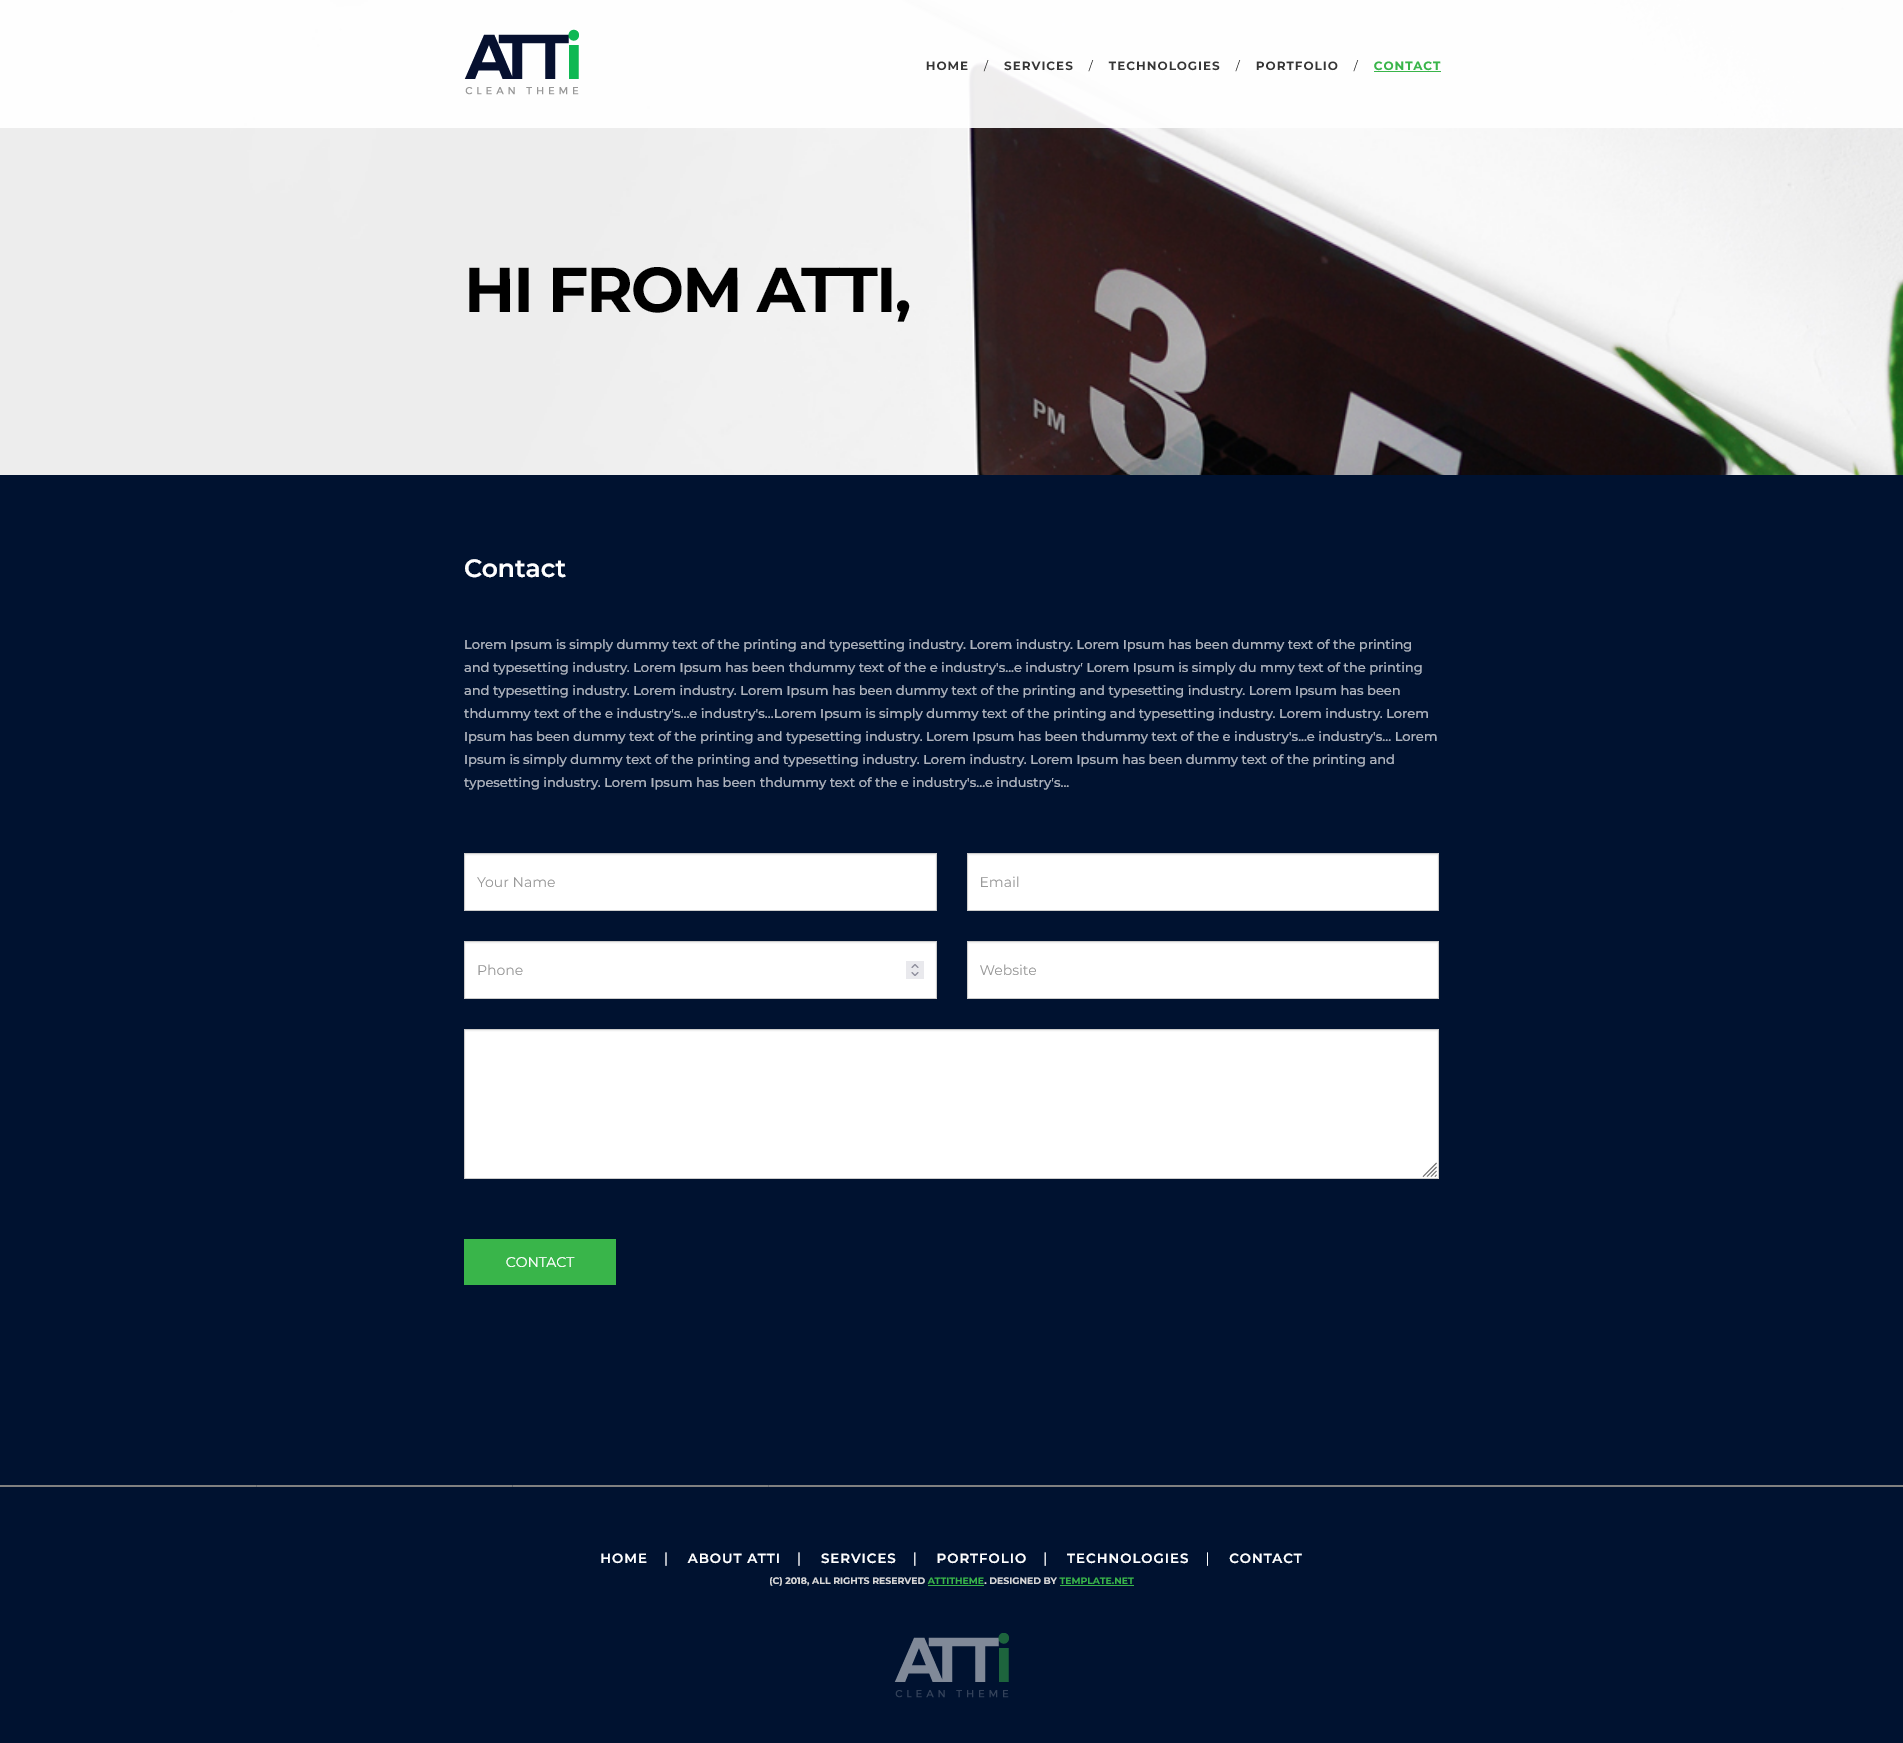 ATTi
CLEAN THEME
HOME / SERVICES / TECHNOLOGIES / PORTFOLIO / CONTACT
HI FROM ATTI,
3
PM
Contact
Lorem Ipsum is simply dummy text of the printing and typesetting industry. Lorem industry. Lorem Ipsum has been dummy text of the printing
and typesetting industry. Lorem Ipsum has been thdummy text of the e industry's...e industry' Lorem Ipsum is simply du mmy text of the printing
and typesetting industry. Lorem industry. Lorem Ipsum has been dummy text of the printing and typesetting industry. Lorem Ipsum has been
thdummy text of the e industry's...e industry's...Lorem Ipsum is simply dummy text of the printing and typesetting industry. Lorem industry. Lorem
Ipsum has been dummy text of the printing and typesetting industry. Lorem Ipsum has been thdummy text of the e industry's...e industry's... Lorem
Ipsum is simply dummy text of the printing and typesetting industry. Lorem industry. Lorem Ipsum has been dummy text of the printing and
typesetting industry. Lorem Ipsum has been thdummy text of the e industry's...e industry's...
Your Name
Email
Phone
Website
CONTACT
HOME | ABOUT ATTI | SERVICES | PORTFOLIO | TECHNOLOGIES | CONTACT
(C) 2018, ALL RIGHTS RESERVED ATTITHEME. DESIGNED BY TEMPLATE.NET
ATTi
CLEAN THEME